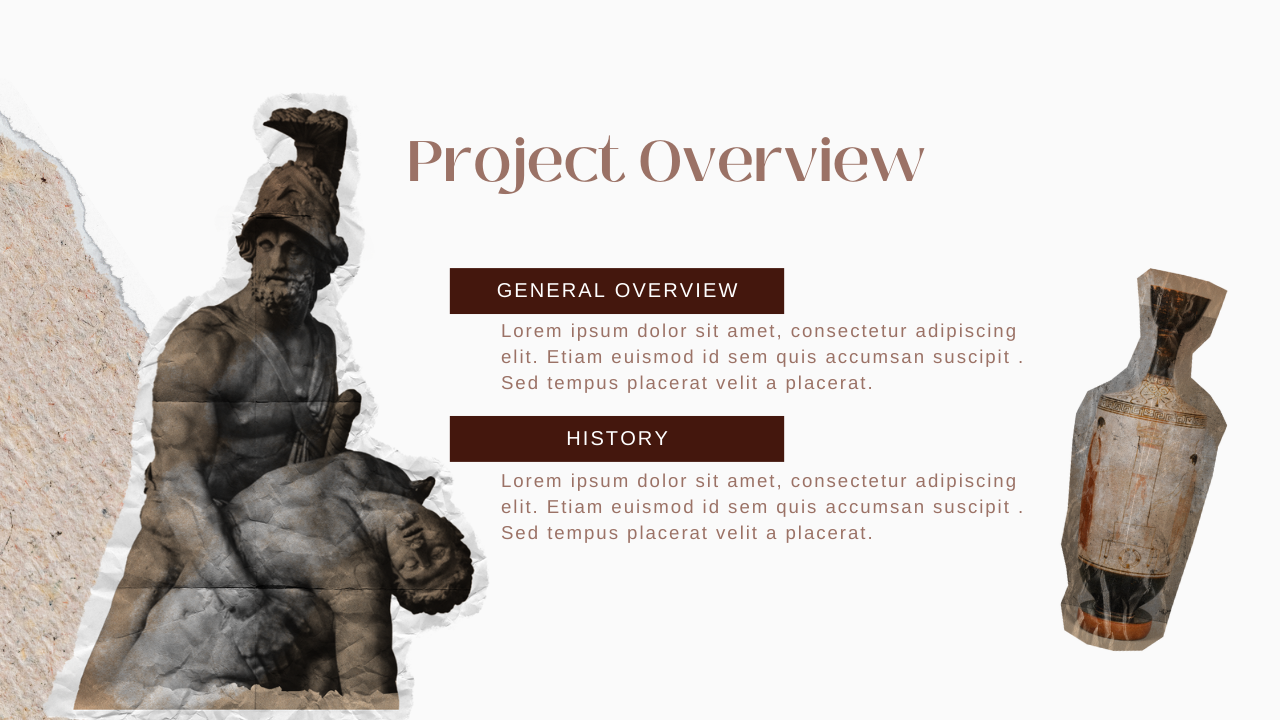 Project Overview
GENERAL OVERVIEW
Lorem ipsum dolor sit amet, consectetur adipiscing
elit. Etiam euismod id sem quis accumsan suscipit .
Sed tempus placerat velit a placerat.
HISTORY
Lorem ipsum dolor sit amet, consectetur adipiscing
elit. Etiam euismod id sem quis accumsan suscipit .
Sed tempus placerat velit a placerat.